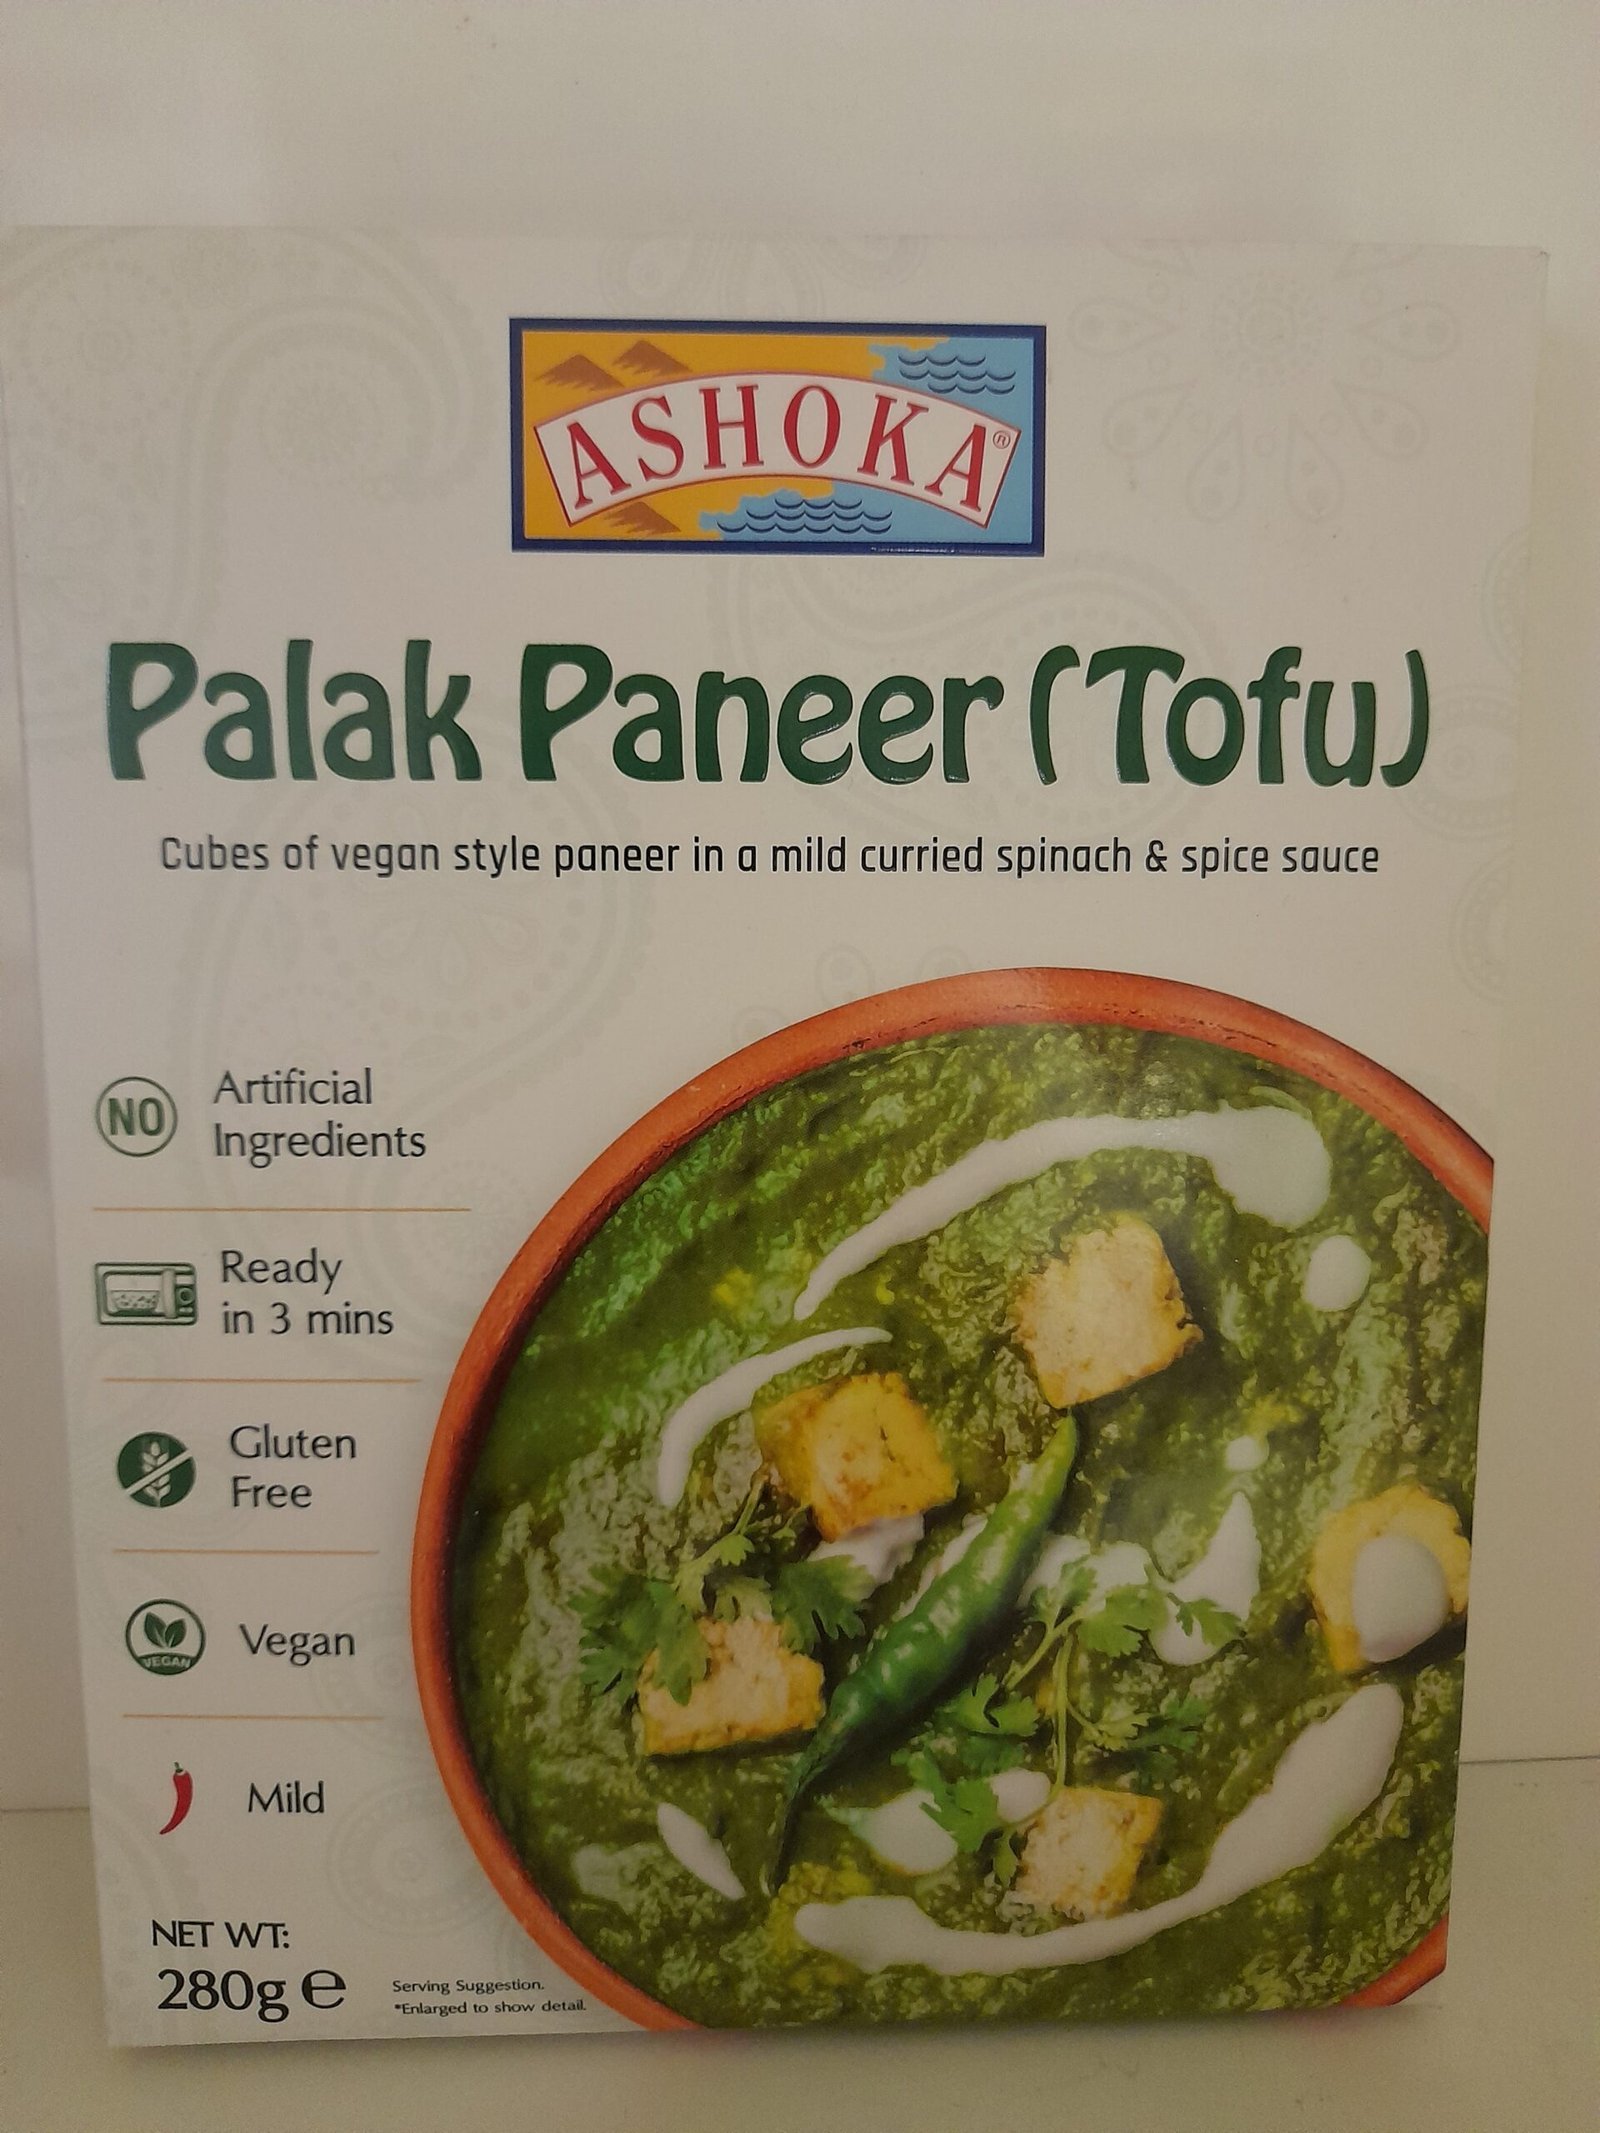 ASHOKA®
Palak Paneer (Tofu)
Cubes of vegan style paneer in a mild curried spinach & spice sauce
NO
Artificial
Ingredients
Ready
in 3 mins
Gluten
Free
VEGAN
Vegan
Mild
NET WT:
280g ℮
Serving Suggestion.
*Enlarged to show detail.